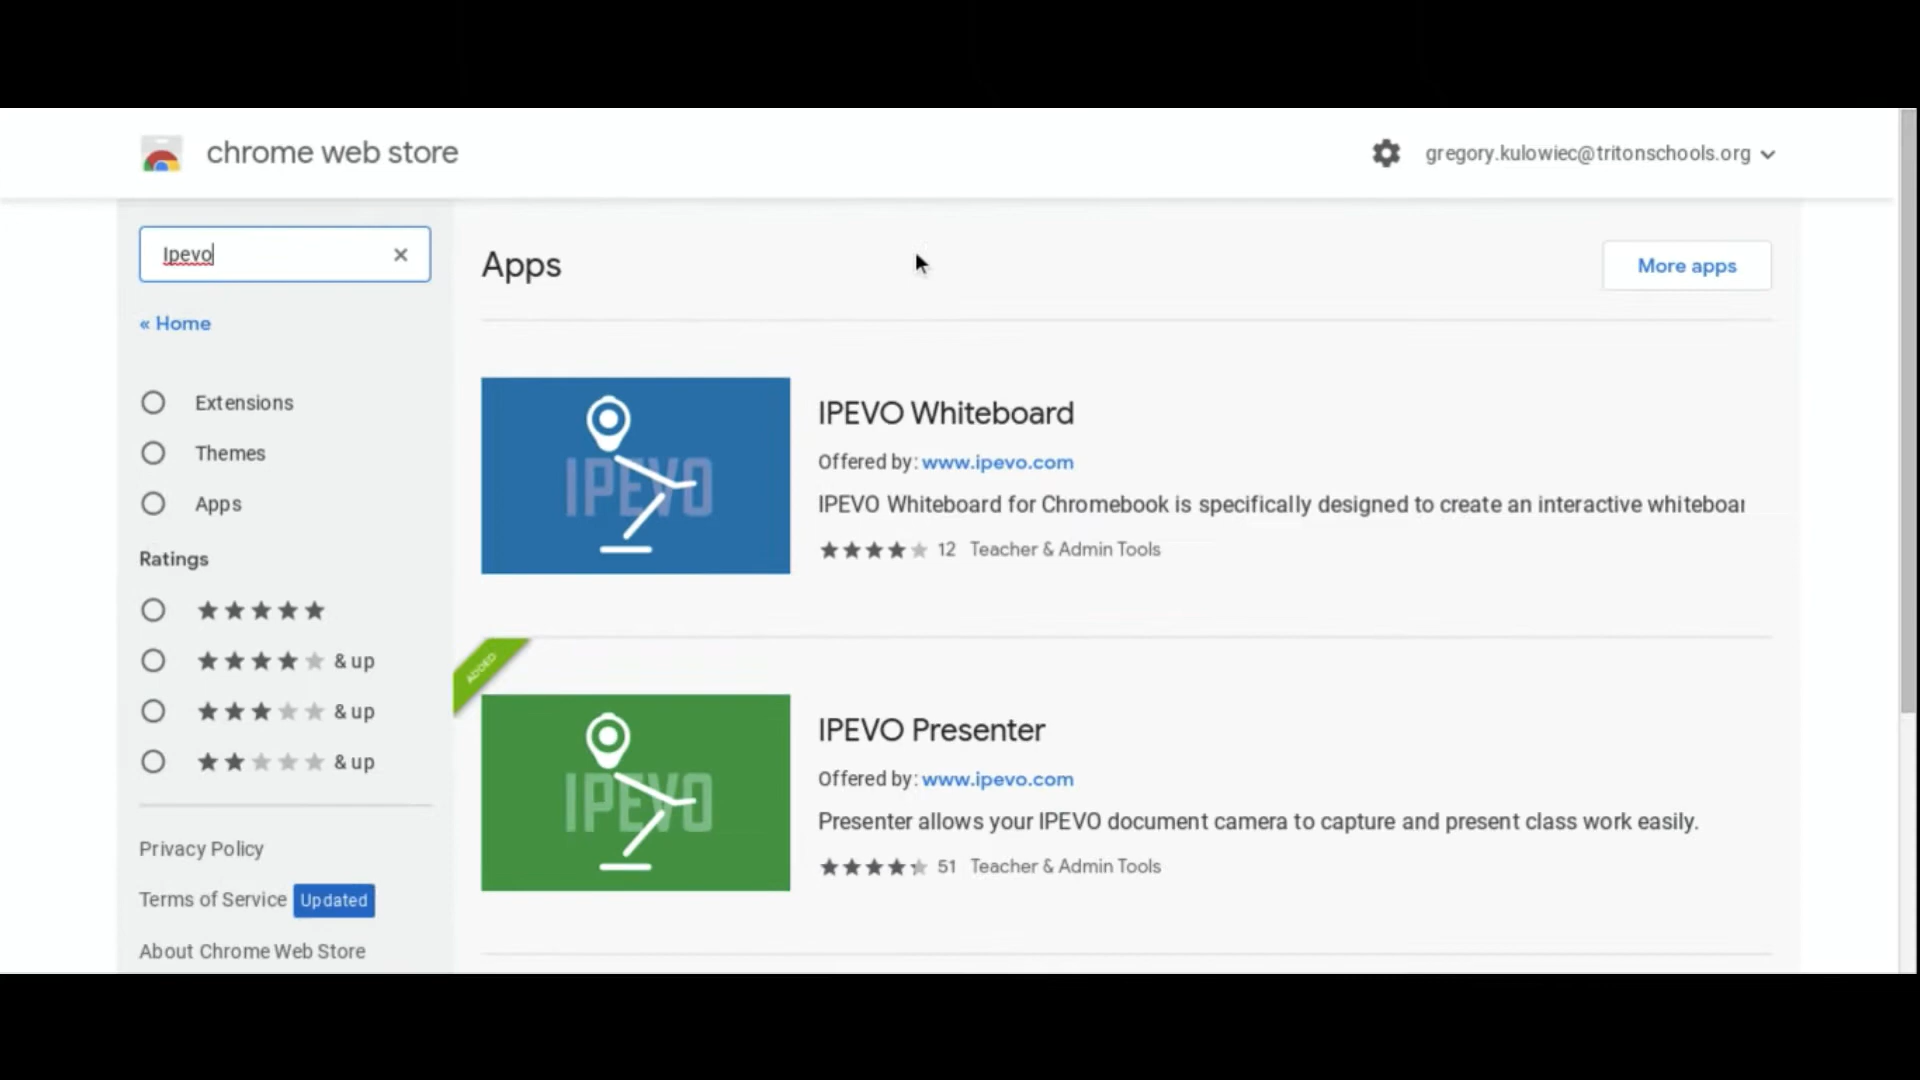 chrome web store
gregory.kulowiec@tritonschools.org
Ipevo
Apps
More apps
« Home
Extensions
Themes
Apps
Ratings
& up
& up
& up
Privacy Policy
Terms of Service Updated
About Chrome Web Store
IPEVO
IPEVO Whiteboard
Offered by: www.ipevo.com
IPEVO Whiteboard for Chromebook is specifically designed to create an interactive whiteboar
12 Teacher & Admin Tools
ADDED
IPEVO
IPEVO Presenter
Offered by: www.ipevo.com
Presenter allows your IPEVO document camera to capture and present class work easily.
51 Teacher & Admin Tools